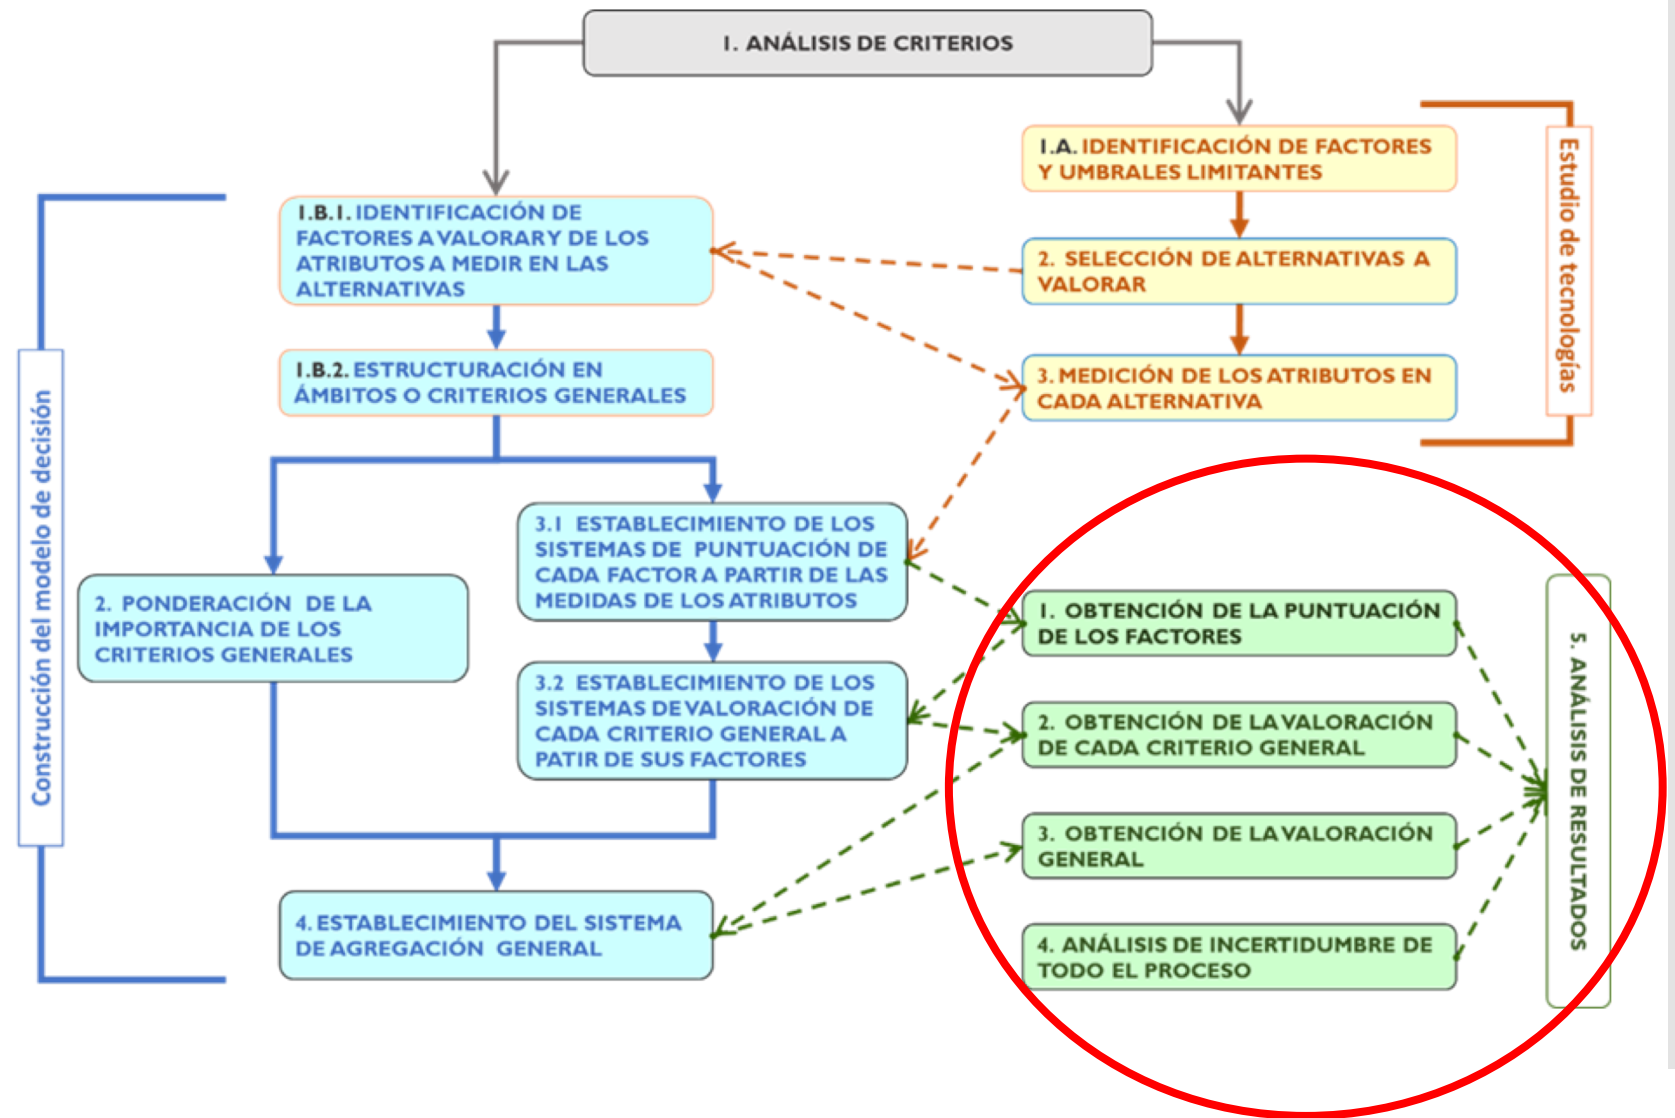 1. ANÁLISIS DE CRITERIOS
1.A. IDENTIFICACIÓN DE FACTORES
Y UMBRALES LIMITANTES
2. SELECCIÓN DE ALTERNATIVAS A
VALORAR
3. MEDICIÓN DE LOS ATRIBUTOS EN
CADA ALTERNATIVA
Estudio de tecnologías
1.B.1. IDENTIFICACIÓN DE
FACTORES A VALORAR Y DE LOS
ATRIBUTOS A MEDIR EN LAS
ALTERNATIVAS
1.B.2. ESTRUCTURACIÓN EN
ÁMBITOS O CRITERIOS GENERALES
Construcción del modelo de decisión
2. PONDERACIÓN DE LA
IMPORTANCIA DE LOS
CRITERIOS GENERALES
3.1 ESTABLECIMIENTO DE LOS
SISTEMAS DE PUNTUACIÓN DE
CADA FACTOR A PARTIR DE LAS
MEDIDAS DE LOS ATRIBUTOS
3.2 ESTABLECIMIENTO DE LOS
SISTEMAS DE VALORACIÓN DE
CADA CRITERIO GENERAL A
PATIR DE SUS FACTORES
4. ESTABLECIMIENTO DEL SISTEMA
DE AGREGACIÓN GENERAL
1. OBTENCIÓN DE LA PUNTUACIÓN
DE LOS FACTORES
2. OBTENCIÓN DE LA VALORACIÓN
DE CADA CRITERIO GENERAL
3. OBTENCIÓN DE LA VALORACIÓN
GENERAL
4. ANÁLISIS DE INCERTIDUMBRE DE
TODO EL PROCESO
5. ANÁLISIS DE RESULTADOS